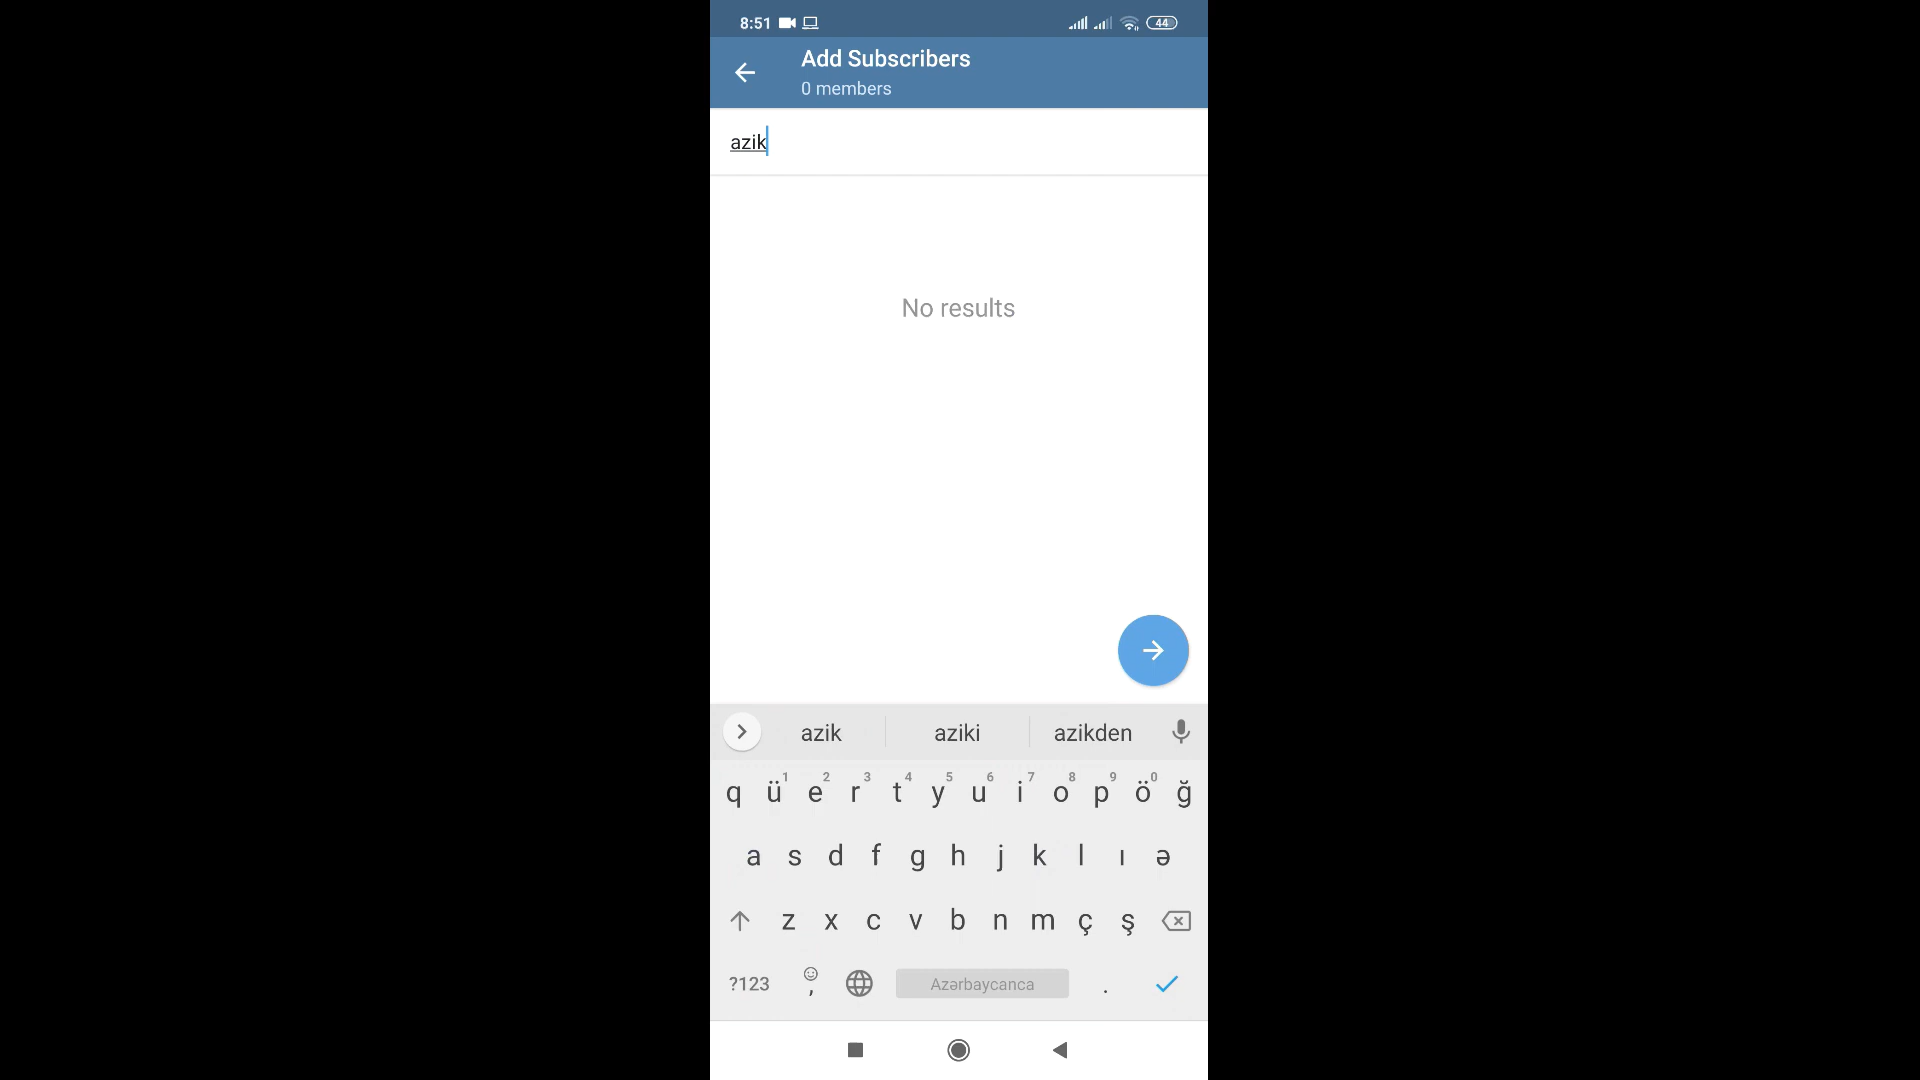 8:51 44
Add Subscribers
0 members
azik
No results
azik aziki azikden
1 2 3 4 5 6 7 8 9 0
q ü e r t y u i o p ö ğ
a s d f g h j k l ı ə
z x c v b n m ç ş
?123 , Azərbaycanca .